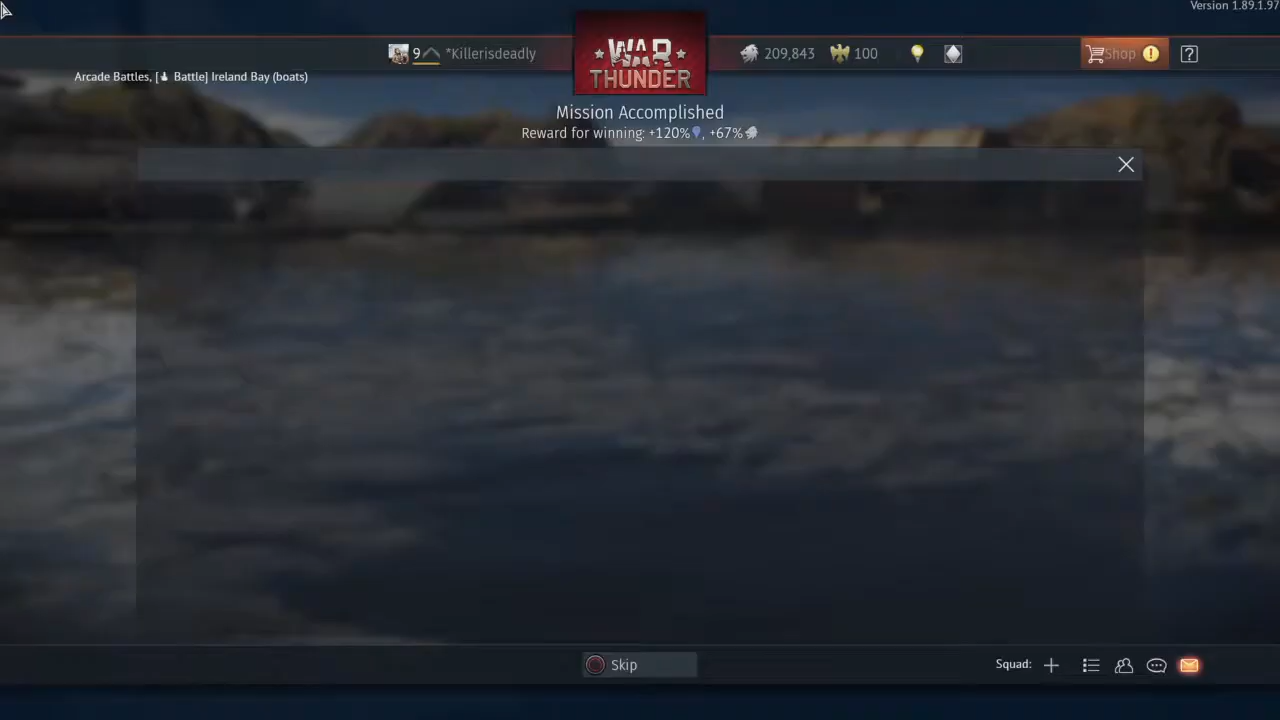 Version 1.89.1.97
9 *Killerisdeadly
WAR
THUNDER
209,843
100
Shop
Arcade Battles, [ Battle] Ireland Bay (boats)
Mission Accomplished
Reward for winning: +120%, +67%
Skip
Squad: